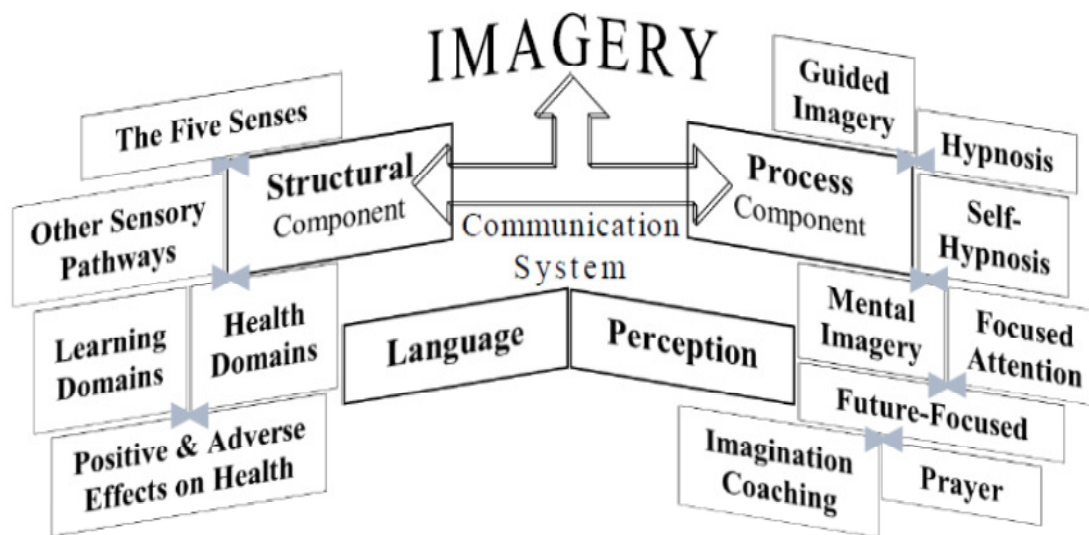 IMAGERY
The Five Senses
Structural
Component
Other Sensory
Pathways
Learning
Domains
Health
Domains
Positive & Adverse
Effects on Health
Communication
System
Language
Perception
Guided
Imagery
Hypnosis
Process
Component
Self-
Hypnosis
Mental
Imagery
Focused
Attention
Future-Focused
Imagination
Coaching
Prayer